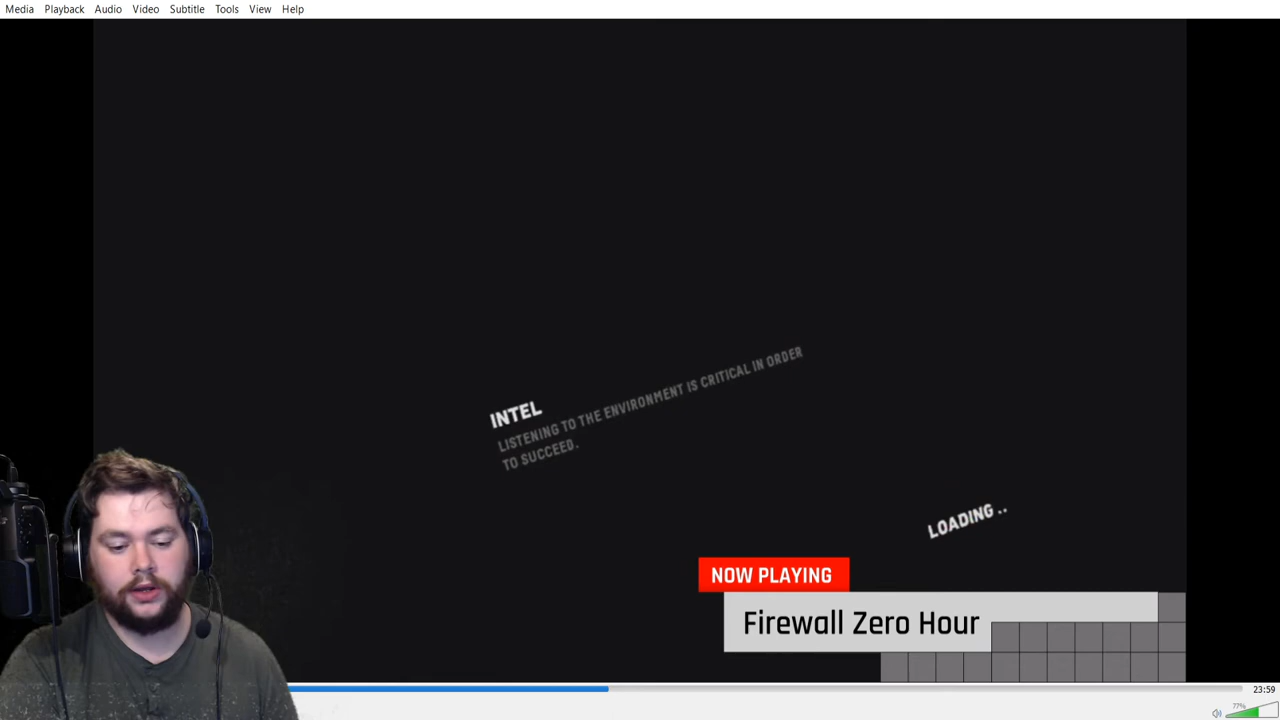 Media Playback Audio Video Subtitle Tools View Help
INTEL
LISTENING TO THE ENVIRONMENT IS CRITICAL IN ORDER
TO SUCCEED.
LOADING ..
NOW PLAYING
Firewall Zero Hour
23:59
77%